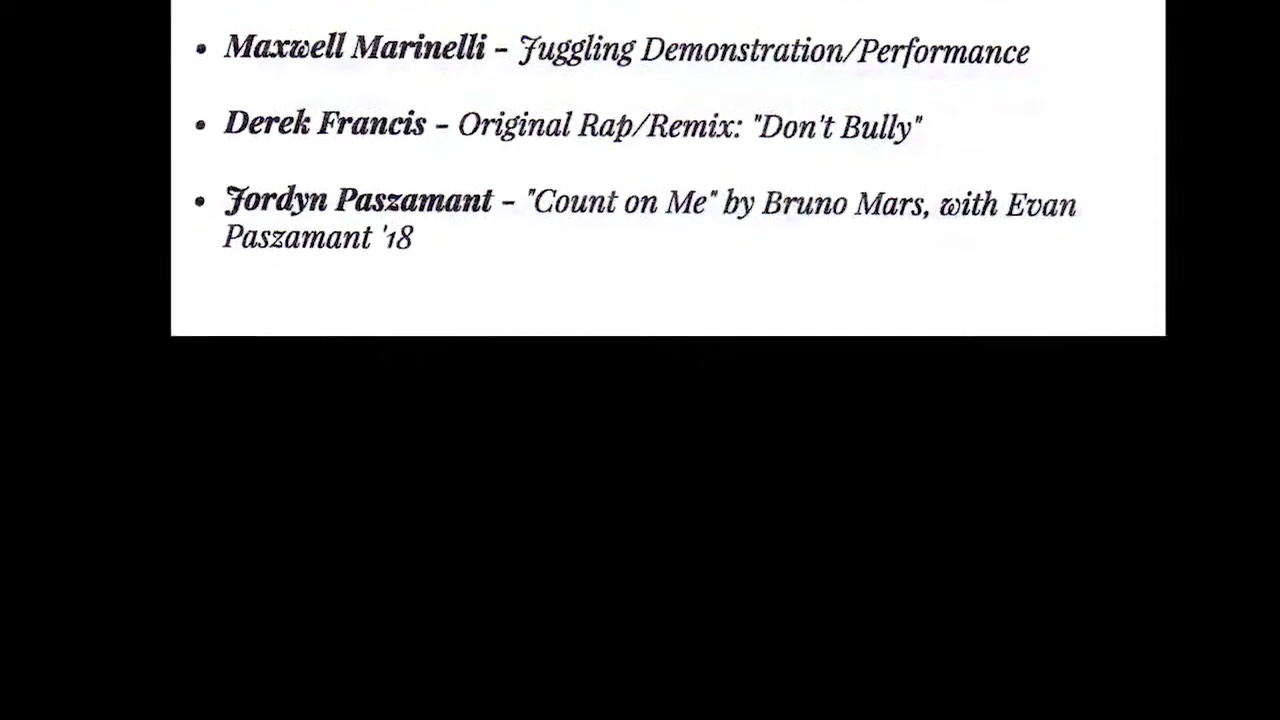 • Maxwell Marinelli – Juggling Demonstration/Performance
• Derek Francis – Original Rap/Remix: "Don't Bully"
• Jordyn Paszamant – "Count on Me" by Bruno Mars, with Evan
Paszamant '18